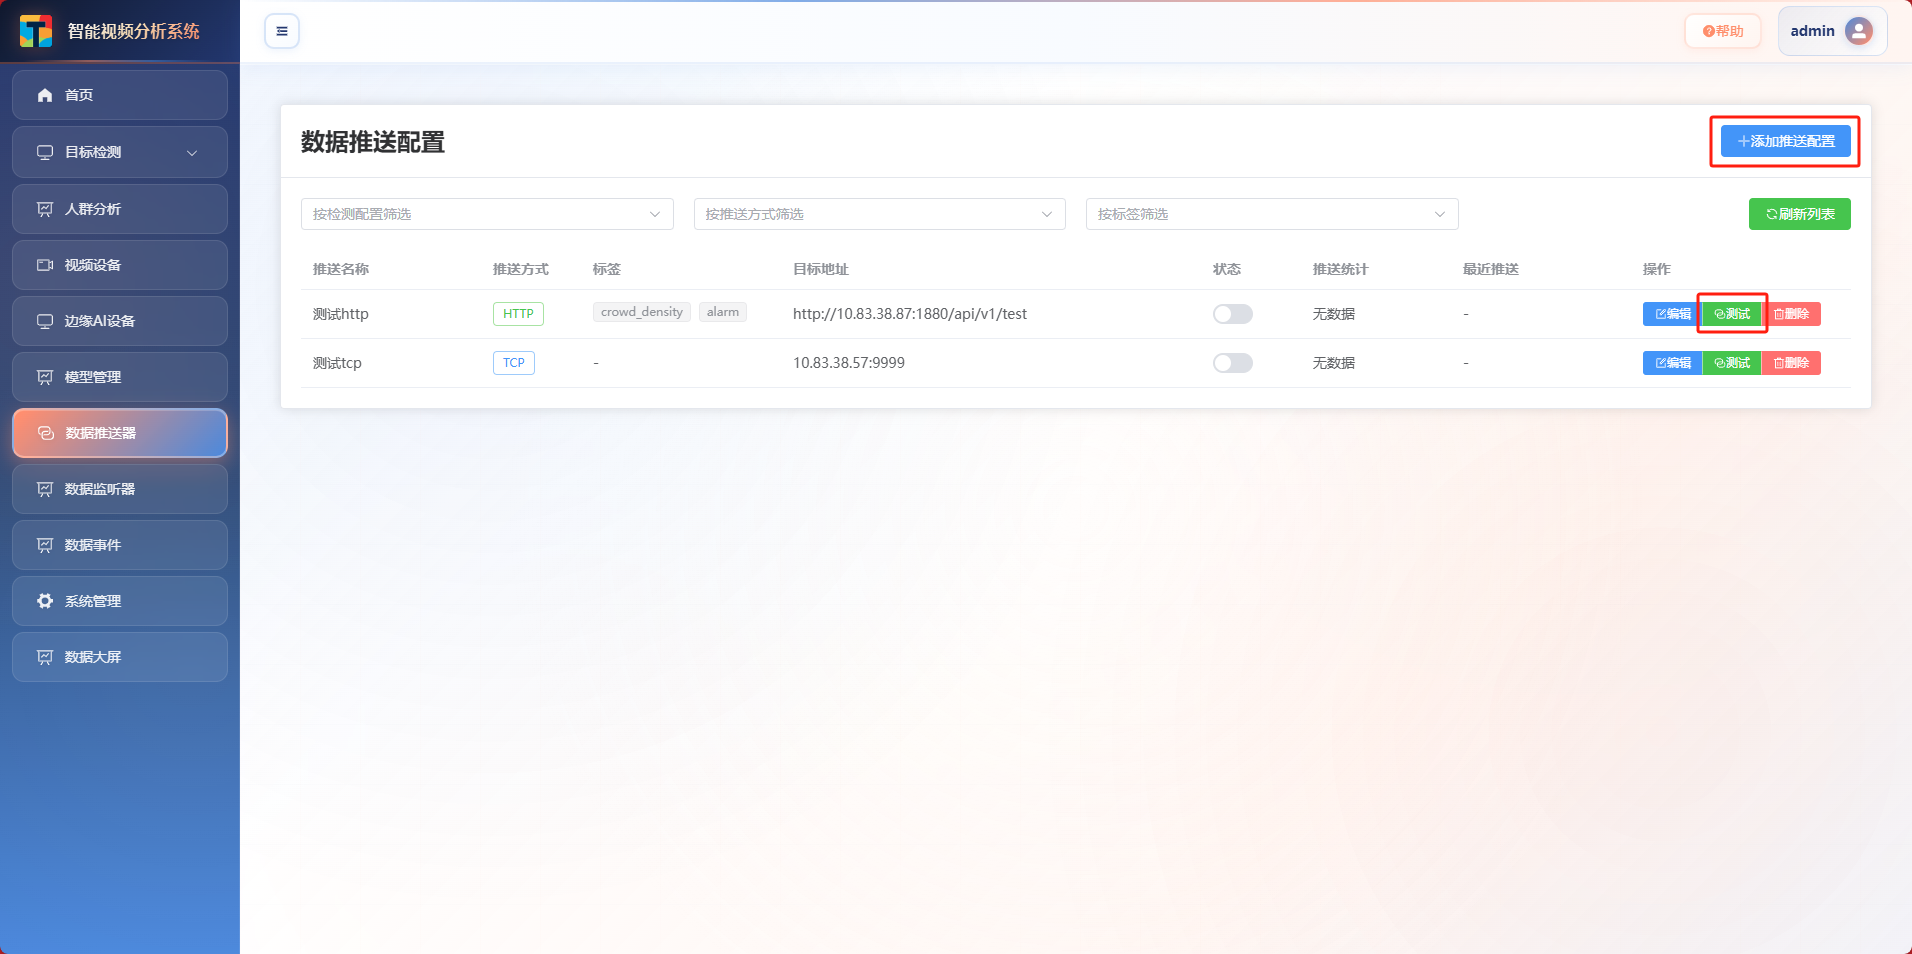 智能视频分析系统
帮助
admin
首页
目标检测
人群分析
视频设备
边缘AI设备
模型管理
数据推送器
数据监听器
数据事件
系统管理
数据大屏
数据推送配置
添加推送配置
按检测配置筛选
按推送方式筛选
按标签筛选
刷新列表
推送名称 推送方式 标签 目标地址 状态 推送统计 最近推送 操作
测试http HTTP crowd_density alarm http://10.83.38.87:1880/api/v1/test 无数据 - 编辑 测试 删除
测试tcp TCP - 10.83.38.57:9999 无数据 - 编辑 测试 删除